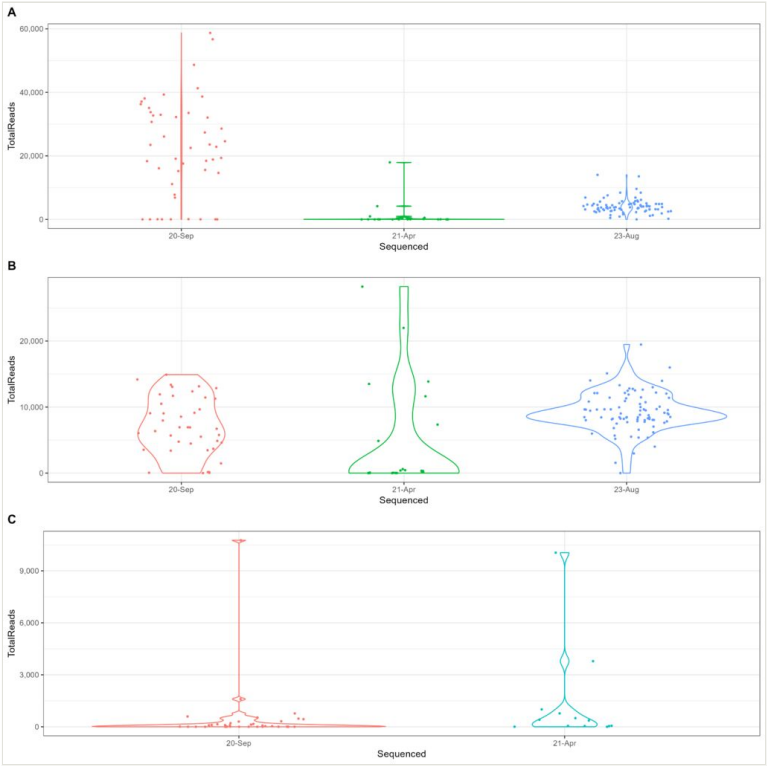 A
60,000
40,000
20,000
0
TotalReads
20-Sep
21-Apr
23-Aug
Sequenced
B
20,000
10,000
0
TotalReads
20-Sep
21-Apr
23-Aug
Sequenced
C
9,000
6,000
3,000
0
TotalReads
20-Sep
21-Apr
Sequenced